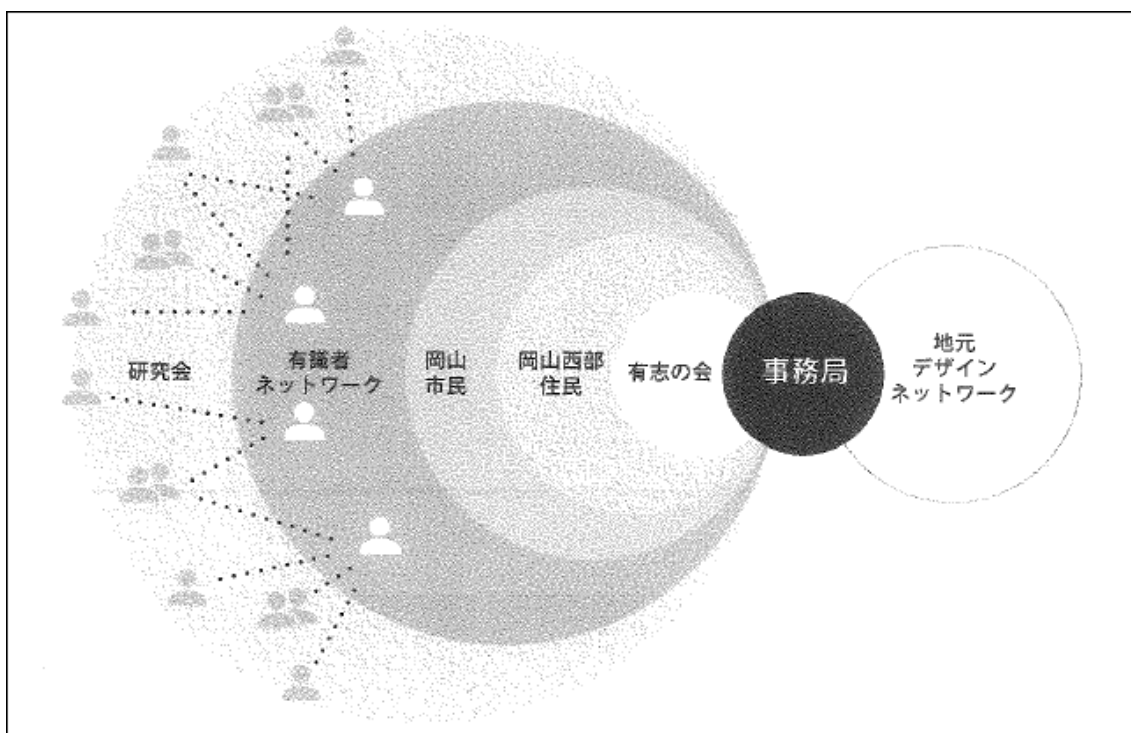 研究会
有識者
ネットワーク
岡山
市民
岡山西部
住民
有志の会
事務局
地元
デザイン
ネットワーク